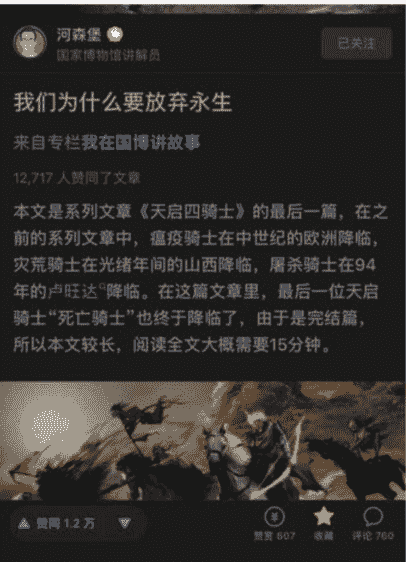 河森堡
国家博物馆讲解员
已关注
我们为什么要放弃永生
来自专栏我在国博讲故事
12,717 人赞同了文章
本文是系列文章《天启四骑士》的最后一篇，在之
前的系列文章中，瘟疫骑士在中世纪的欧洲降临，
灾荒骑士在光绪年间的山西降临，屠杀骑士在94
年的卢旺达降临。在这篇文章里，最后一位天启
骑士“死亡骑士”也终于降临了，由于是完结篇，
所以本文较长，阅读全文大概需要15分钟。
赞同 1.2 万
赞赏 607
收藏
评论 760